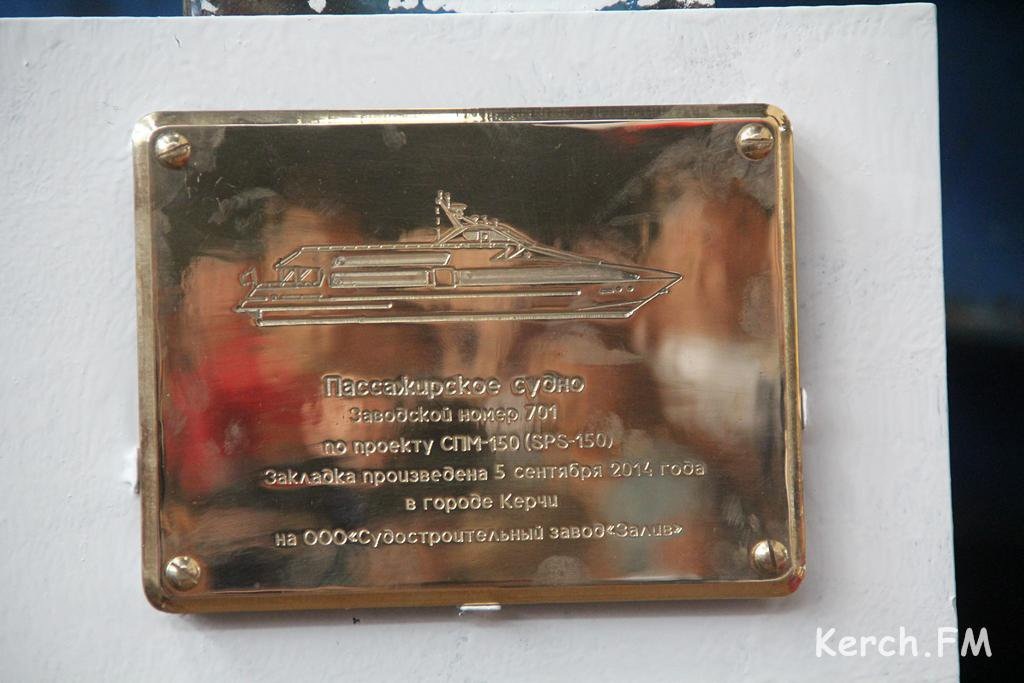 Пассажирское судно
Заводской номер 701
по проекту СПМ-150 (SPS-150)
Закладка произведена 5 сентября 2014 года
в городе Керчи
на ООО«Судостроительный завод«Залив»
Kerch.FM